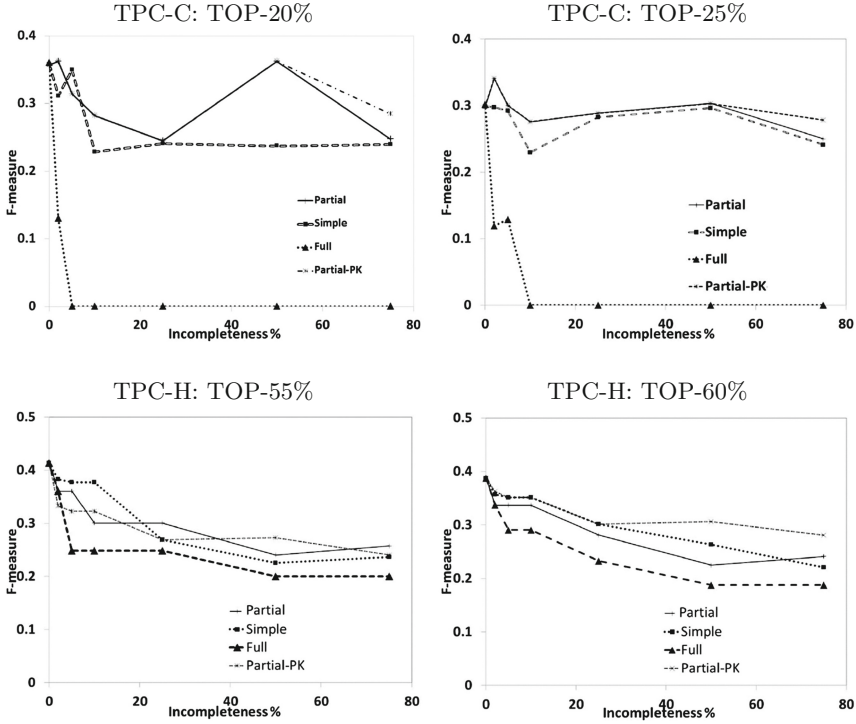 TPC-C: TOP-20%
0.4
0.3
0.2
0.1
0
F-measure
0
20
40
60
80
Incompleteness %
Partial
Simple
Full
Partial-PK
TPC-C: TOP-25%
0.4
0.3
0.2
0.1
0
F-measure
0
20
40
60
80
Incompleteness %
Partial
Simple
Full
Partial-PK
TPC-H: TOP-55%
0.5
0.4
0.3
0.2
0.1
0
F-measure
0
20
40
60
80
Incompleteness %
Partial
Simple
Full
Partial-PK
TPC-H: TOP-60%
0.5
0.4
0.3
0.2
0.1
0
F-measure
0
20
40
60
80
Incompleteness %
Partial
Simple
Full
Partial-PK